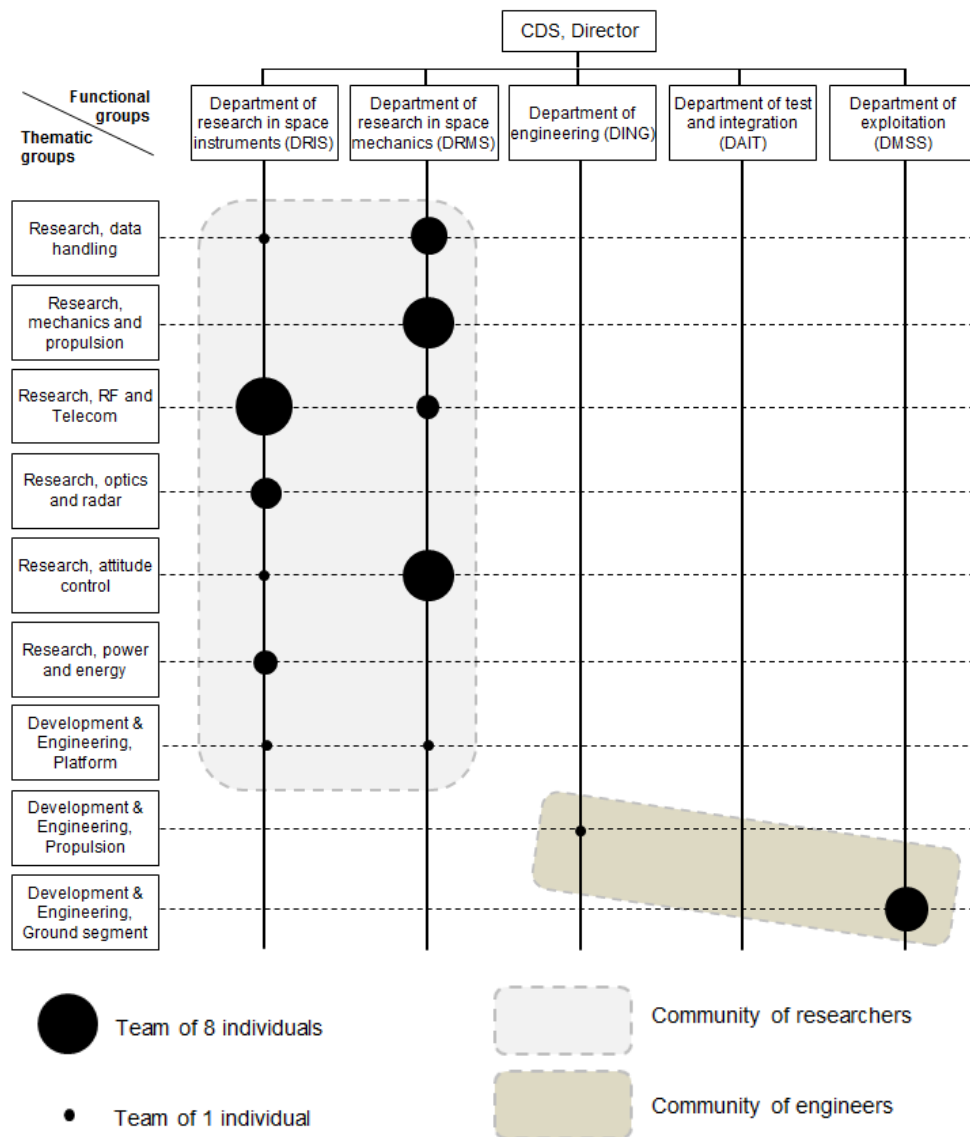 CDS, Director
Functional
groups
Thematic
groups
Department of
research in space
instruments (DRIS)
Department of
research in space
mechanics (DRMS)
Department of
engineering (DING)
Department of test
and integration
(DAIT)
Department of
exploitation
(DMSS)
Research, data
handling
Research,
mechanics and
propulsion
Research, RF and
Telecom
Research, optics
and radar
Research, attitude
control
Research, power
and energy
Development &
Engineering,
Platform
Development &
Engineering,
Propulsion
Development &
Engineering,
Ground segment
Team of 8 individuals
Community of researchers
Team of 1 individual
Community of engineers